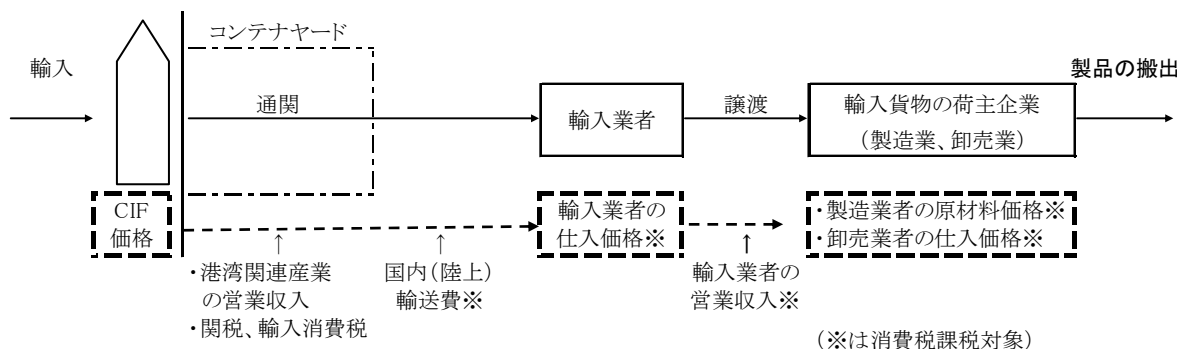 コンテナヤード
輸入
製品の搬出
通関
輸入業者
譲渡
輸入貨物の荷主企業
(製造業、卸売業)
CIF
価格
輸入業者の
仕入価格※
・製造業者の原材料価格※
・卸売業者の仕入価格※
↑
・港湾関連産業
の営業収入
・関税、輸入消費税
↑
国内(陸上)
輸送費※
↑
輸入業者の
営業収入※
(※は消費税課税対象)